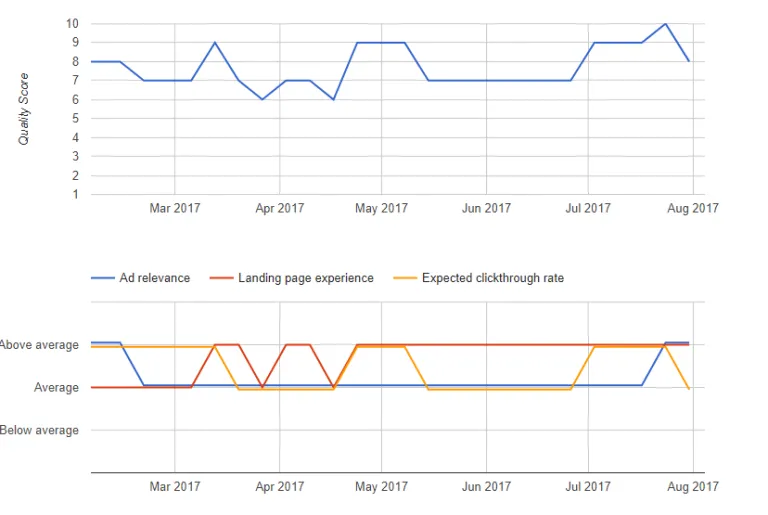 10
9
8
7
6
5
4
3
2
1
Quality Score
Mar 2017 Apr 2017 May 2017 Jun 2017 Jul 2017 Aug 2017
Ad relevance Landing page experience Expected clickthrough rate
Above average
Average
Below average
Mar 2017 Apr 2017 May 2017 Jun 2017 Jul 2017 Aug 2017